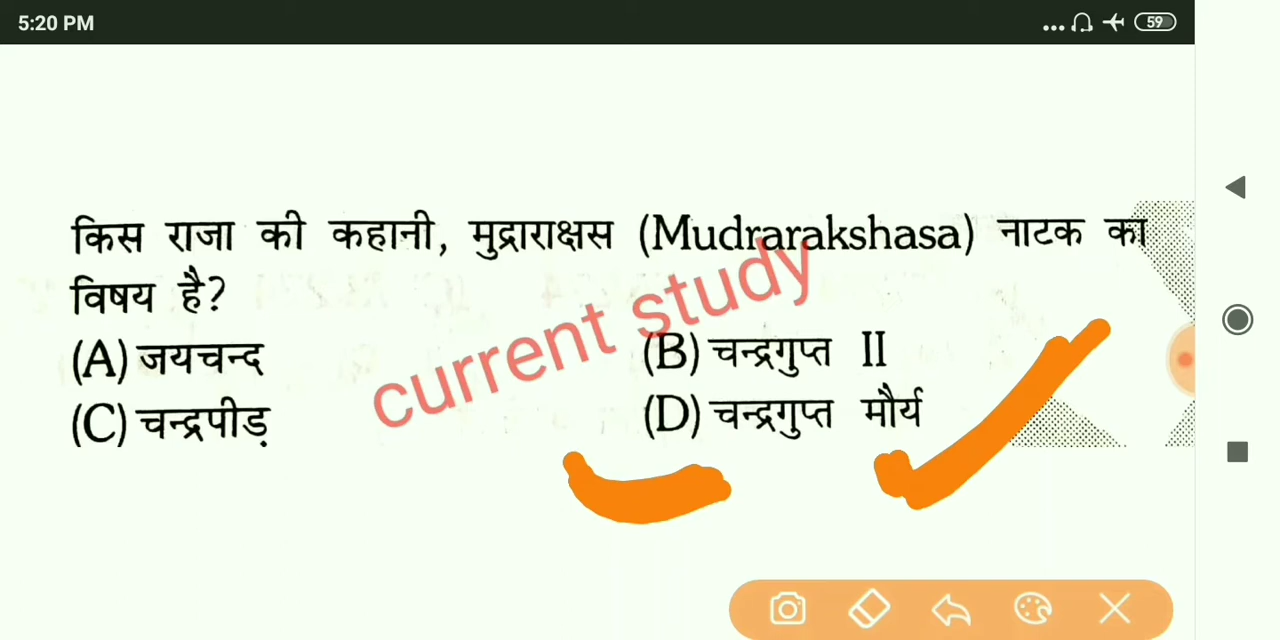 5:20 PM
59
किस राजा की कहानी, मुद्राराक्षस (Mudrarakshasa) नाटक का
विषय है?
(A) जयचन्द (B) चन्द्रगुप्त II
(C) चन्द्रपीड़ (D) चन्द्रगुप्त मौर्य
current study